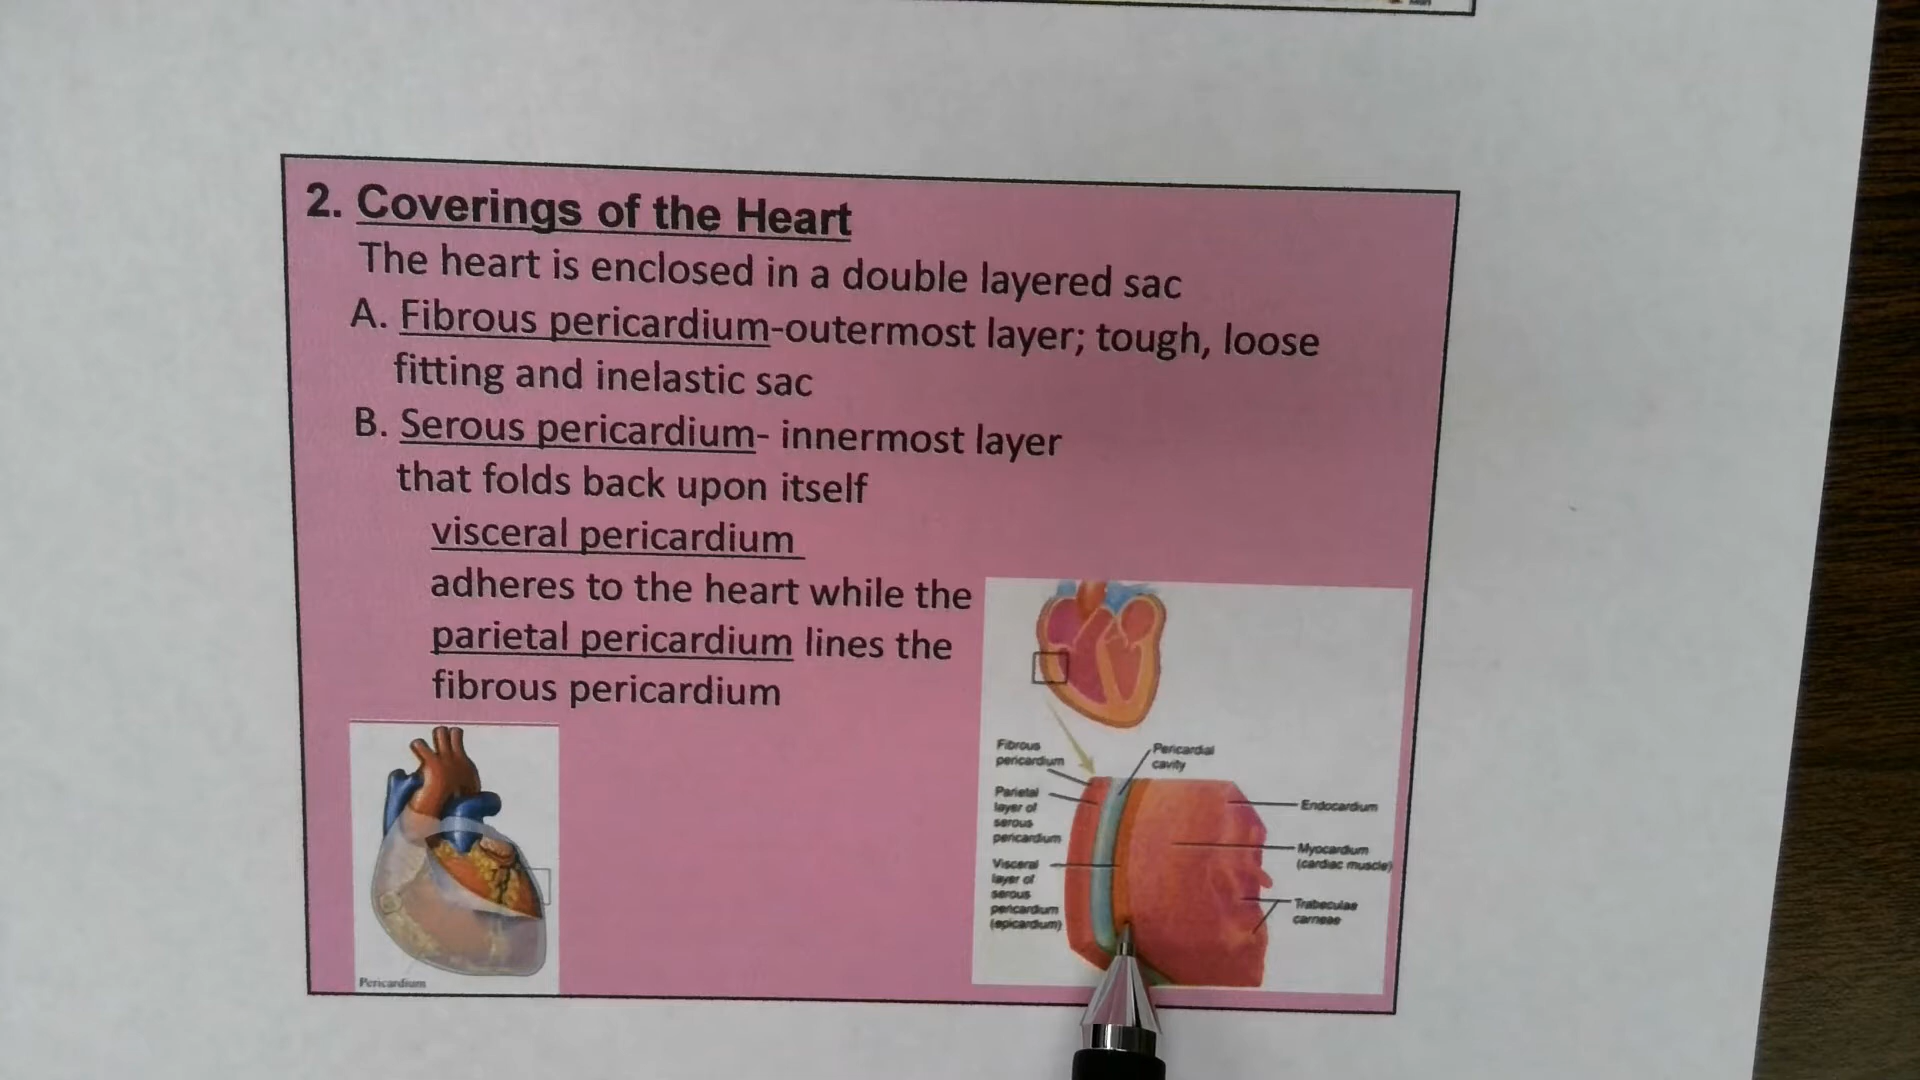 2. Coverings of the Heart
The heart is enclosed in a double layered sac
A. Fibrous pericardium-outermost layer; tough, loose
fitting and inelastic sac
B. Serous pericardium- innermost layer
that folds back upon itself
visceral pericardium
adheres to the heart while the
parietal pericardium lines the
fibrous pericardium
Pericardium
Fibrous
pericardium
Parietal
layer of
serous
pericardium
Visceral
layer of
serous
pericardium
(epicardium)
Pericardial
cavity
Endocardium
Myocardium
(cardiac muscle)
Trabeculae
carneae